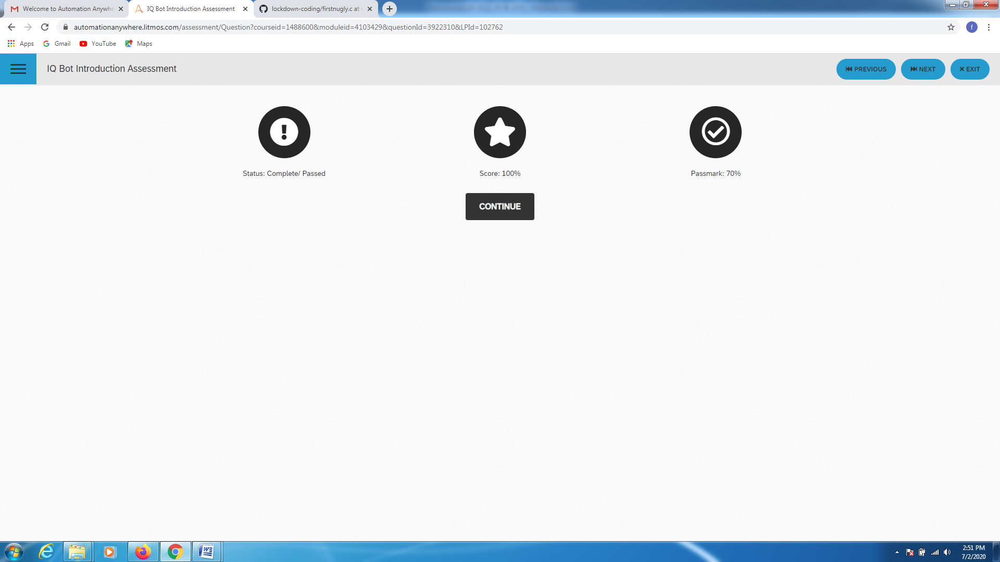 Welcome to Automation Anywhe
IQ Bot Introduction Assessment
lockdown-coding/firstnugly.c at
automationanywhere.litmos.com/assessment/Question?courseid=1488600&moduleid=4103429&questionId=3922310&LPId=102762
f
Apps
Gmail
YouTube
Maps
IQ Bot Introduction Assessment
PREVIOUS
NEXT
EXIT
Status: Complete/ Passed
Score: 100%
Passmark: 70%
CONTINUE
2:51 PM
7/2/2020